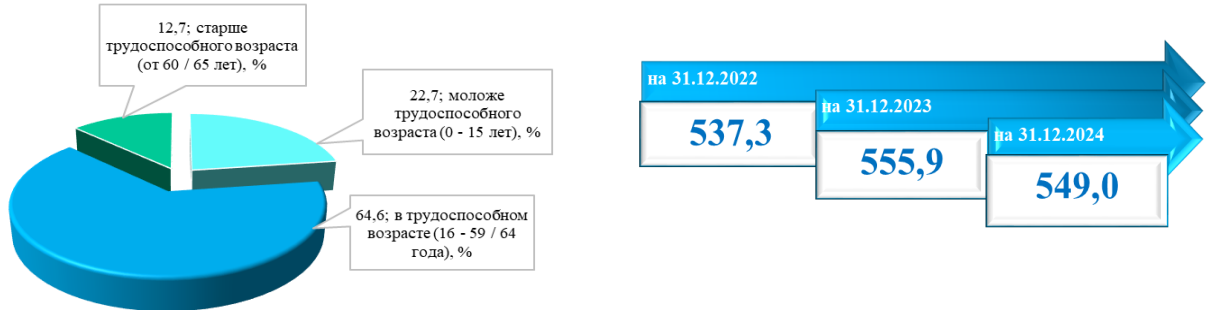 12,7; старше
трудоспособного возраста
(от 60 / 65 лет), %
22,7; моложе
трудоспособного
возраста (0 - 15 лет), %
64,6; в трудоспособном
возрасте (16 - 59 / 64
года), %
на 31.12.2022
537,3
на 31.12.2023
555,9
на 31.12.2024
549,0